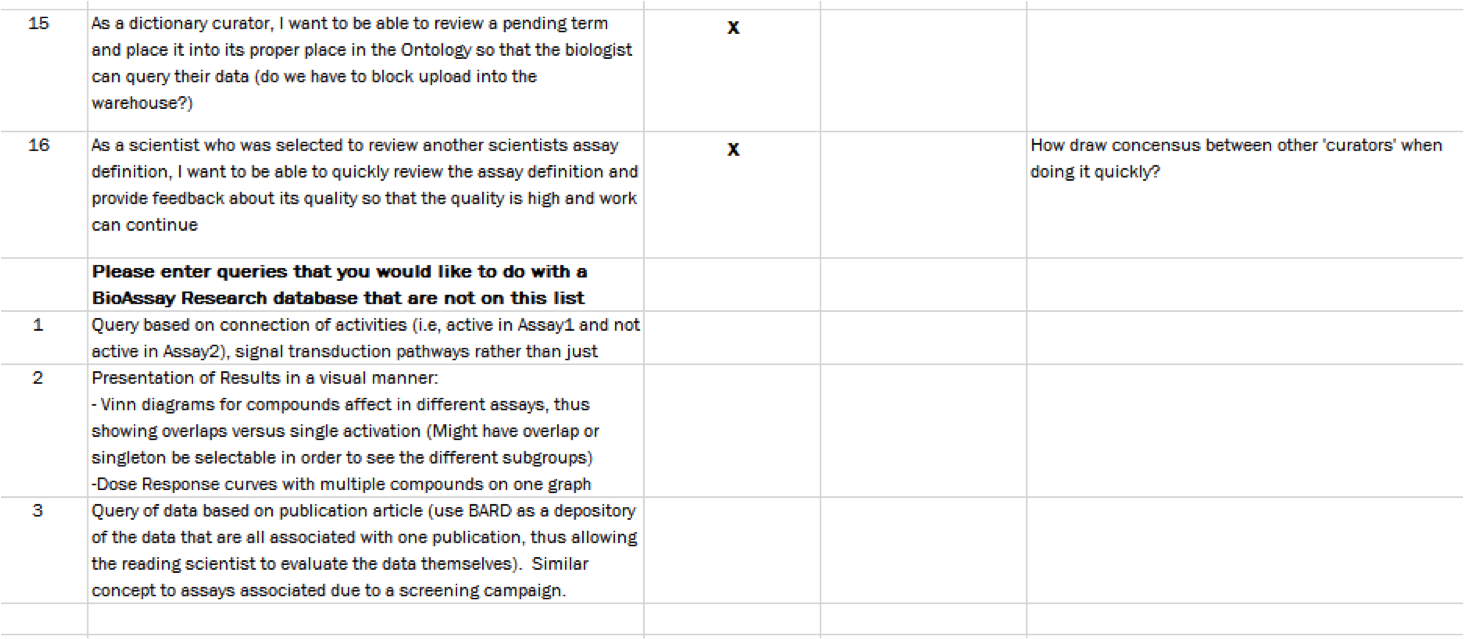 15 As a dictionary curator, I want to be able to review a pending term X
and place it into its proper place in the Ontology so that the biologist
can query their data (do we have to block upload into the
warehouse?)
16 As a scientist who was selected to review another scientists assay X How draw concensus between other 'curators' when
definition, I want to be able to quickly review the assay definition and doing it quickly?
provide feedback about its quality so that the quality is high and work
can continue
Please enter queries that you would like to do with a
BioAssay Research database that are not on this list
1 Query based on connection of activities (i.e, active in Assay1 and not
active in Assay2), signal transduction pathways rather than just
2 Presentation of Results in a visual manner:
- Vinn diagrams for compounds affect in different assays, thus
showing overlaps versus single activation (Might have overlap or
singleton be selectable in order to see the different subgroups)
-Dose Response curves with multiple compounds on one graph
3 Query of data based on publication article (use BARD as a depository
of the data that are all associated with one publication, thus allowing
the reading scientist to evaluate the data themselves).  Similar
concept to assays associated due to a screening campaign.